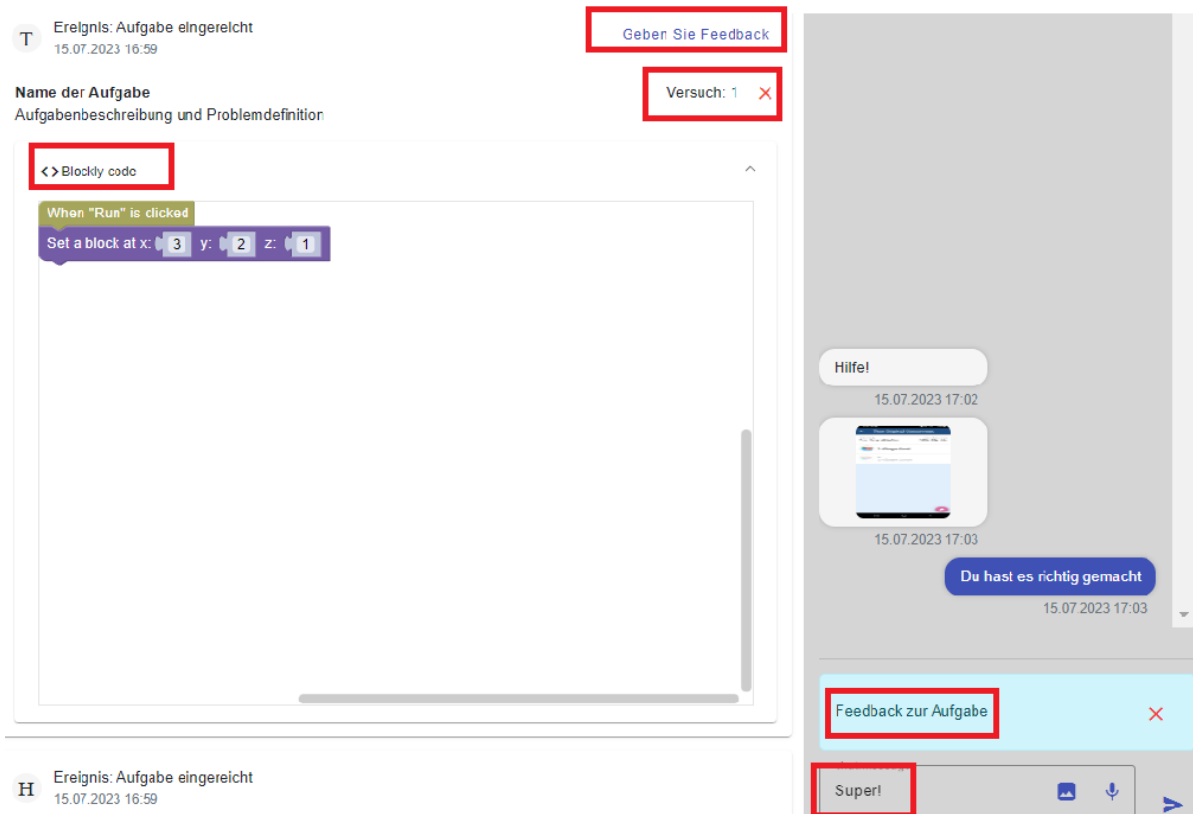 T
Ereignis: Aufgabe eingereicht
15.07.2023 16:59
Geben Sie Feedback
Name der Aufgabe
Versuch: 1
Aufgabenbeschreibung und Problemdefinition
<> Blockly code
When "Run" is clicked
Set a block at x: 3 y: 2 z: 1
H
Ereignis: Aufgabe eingereicht
15.07.2023 16:59
Hilfe!
15.07.2023 17:02
15.07.2023 17:03
Du hast es richtig gemacht
15.07.2023 17:03
Feedback zur Aufgabe
Super!